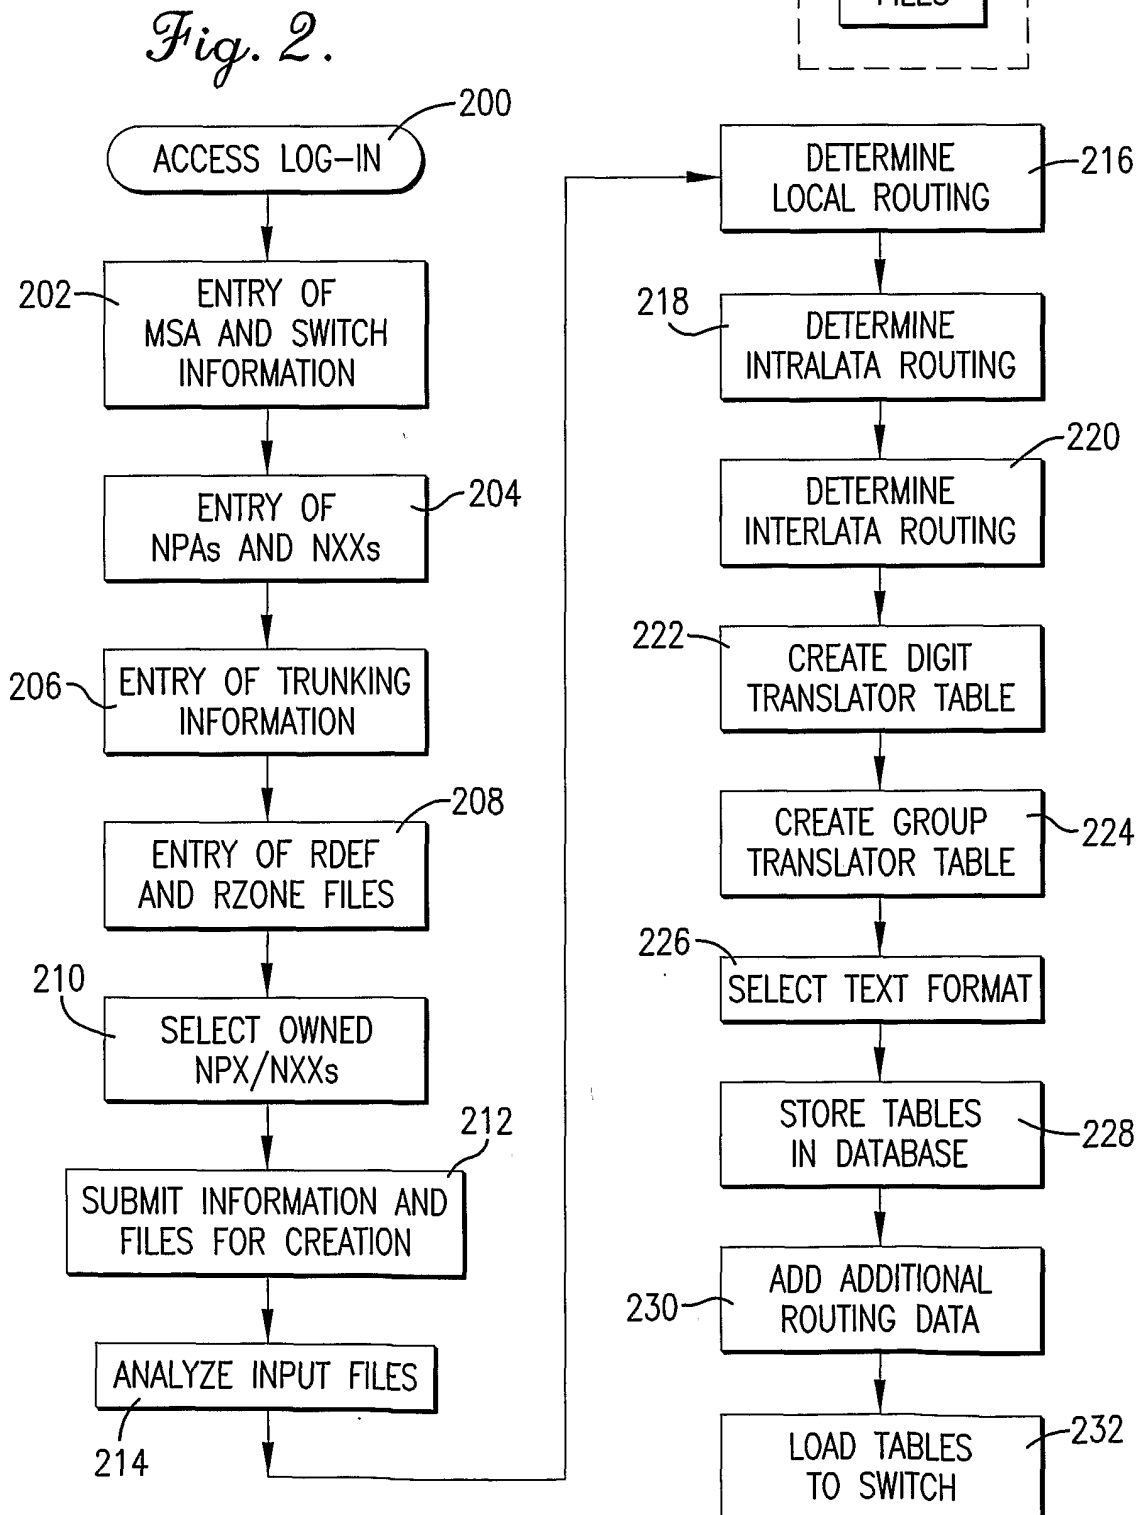 Fig. 2.
FILES
200
ACCESS LOG-IN
202
ENTRY OF
MSA AND SWITCH
INFORMATION
204
ENTRY OF
NPAs AND NXXs
206
ENTRY OF TRUNKING
INFORMATION
208
ENTRY OF RDEF
AND RZONE FILES
210
SELECT OWNED
NPX/NXXs
212
SUBMIT INFORMATION AND
FILES FOR CREATION
ANALYZE INPUT FILES
214
DETERMINE
LOCAL ROUTING
216
218
DETERMINE
INTRALATA ROUTING
220
DETERMINE
INTERLATA ROUTING
222
CREATE DIGIT
TRANSLATOR TABLE
CREATE GROUP
TRANSLATOR TABLE
224
226
SELECT TEXT FORMAT
STORE TABLES
IN DATABASE
228
ADD ADDITIONAL
ROUTING DATA
230
LOAD TABLES
TO SWITCH
232